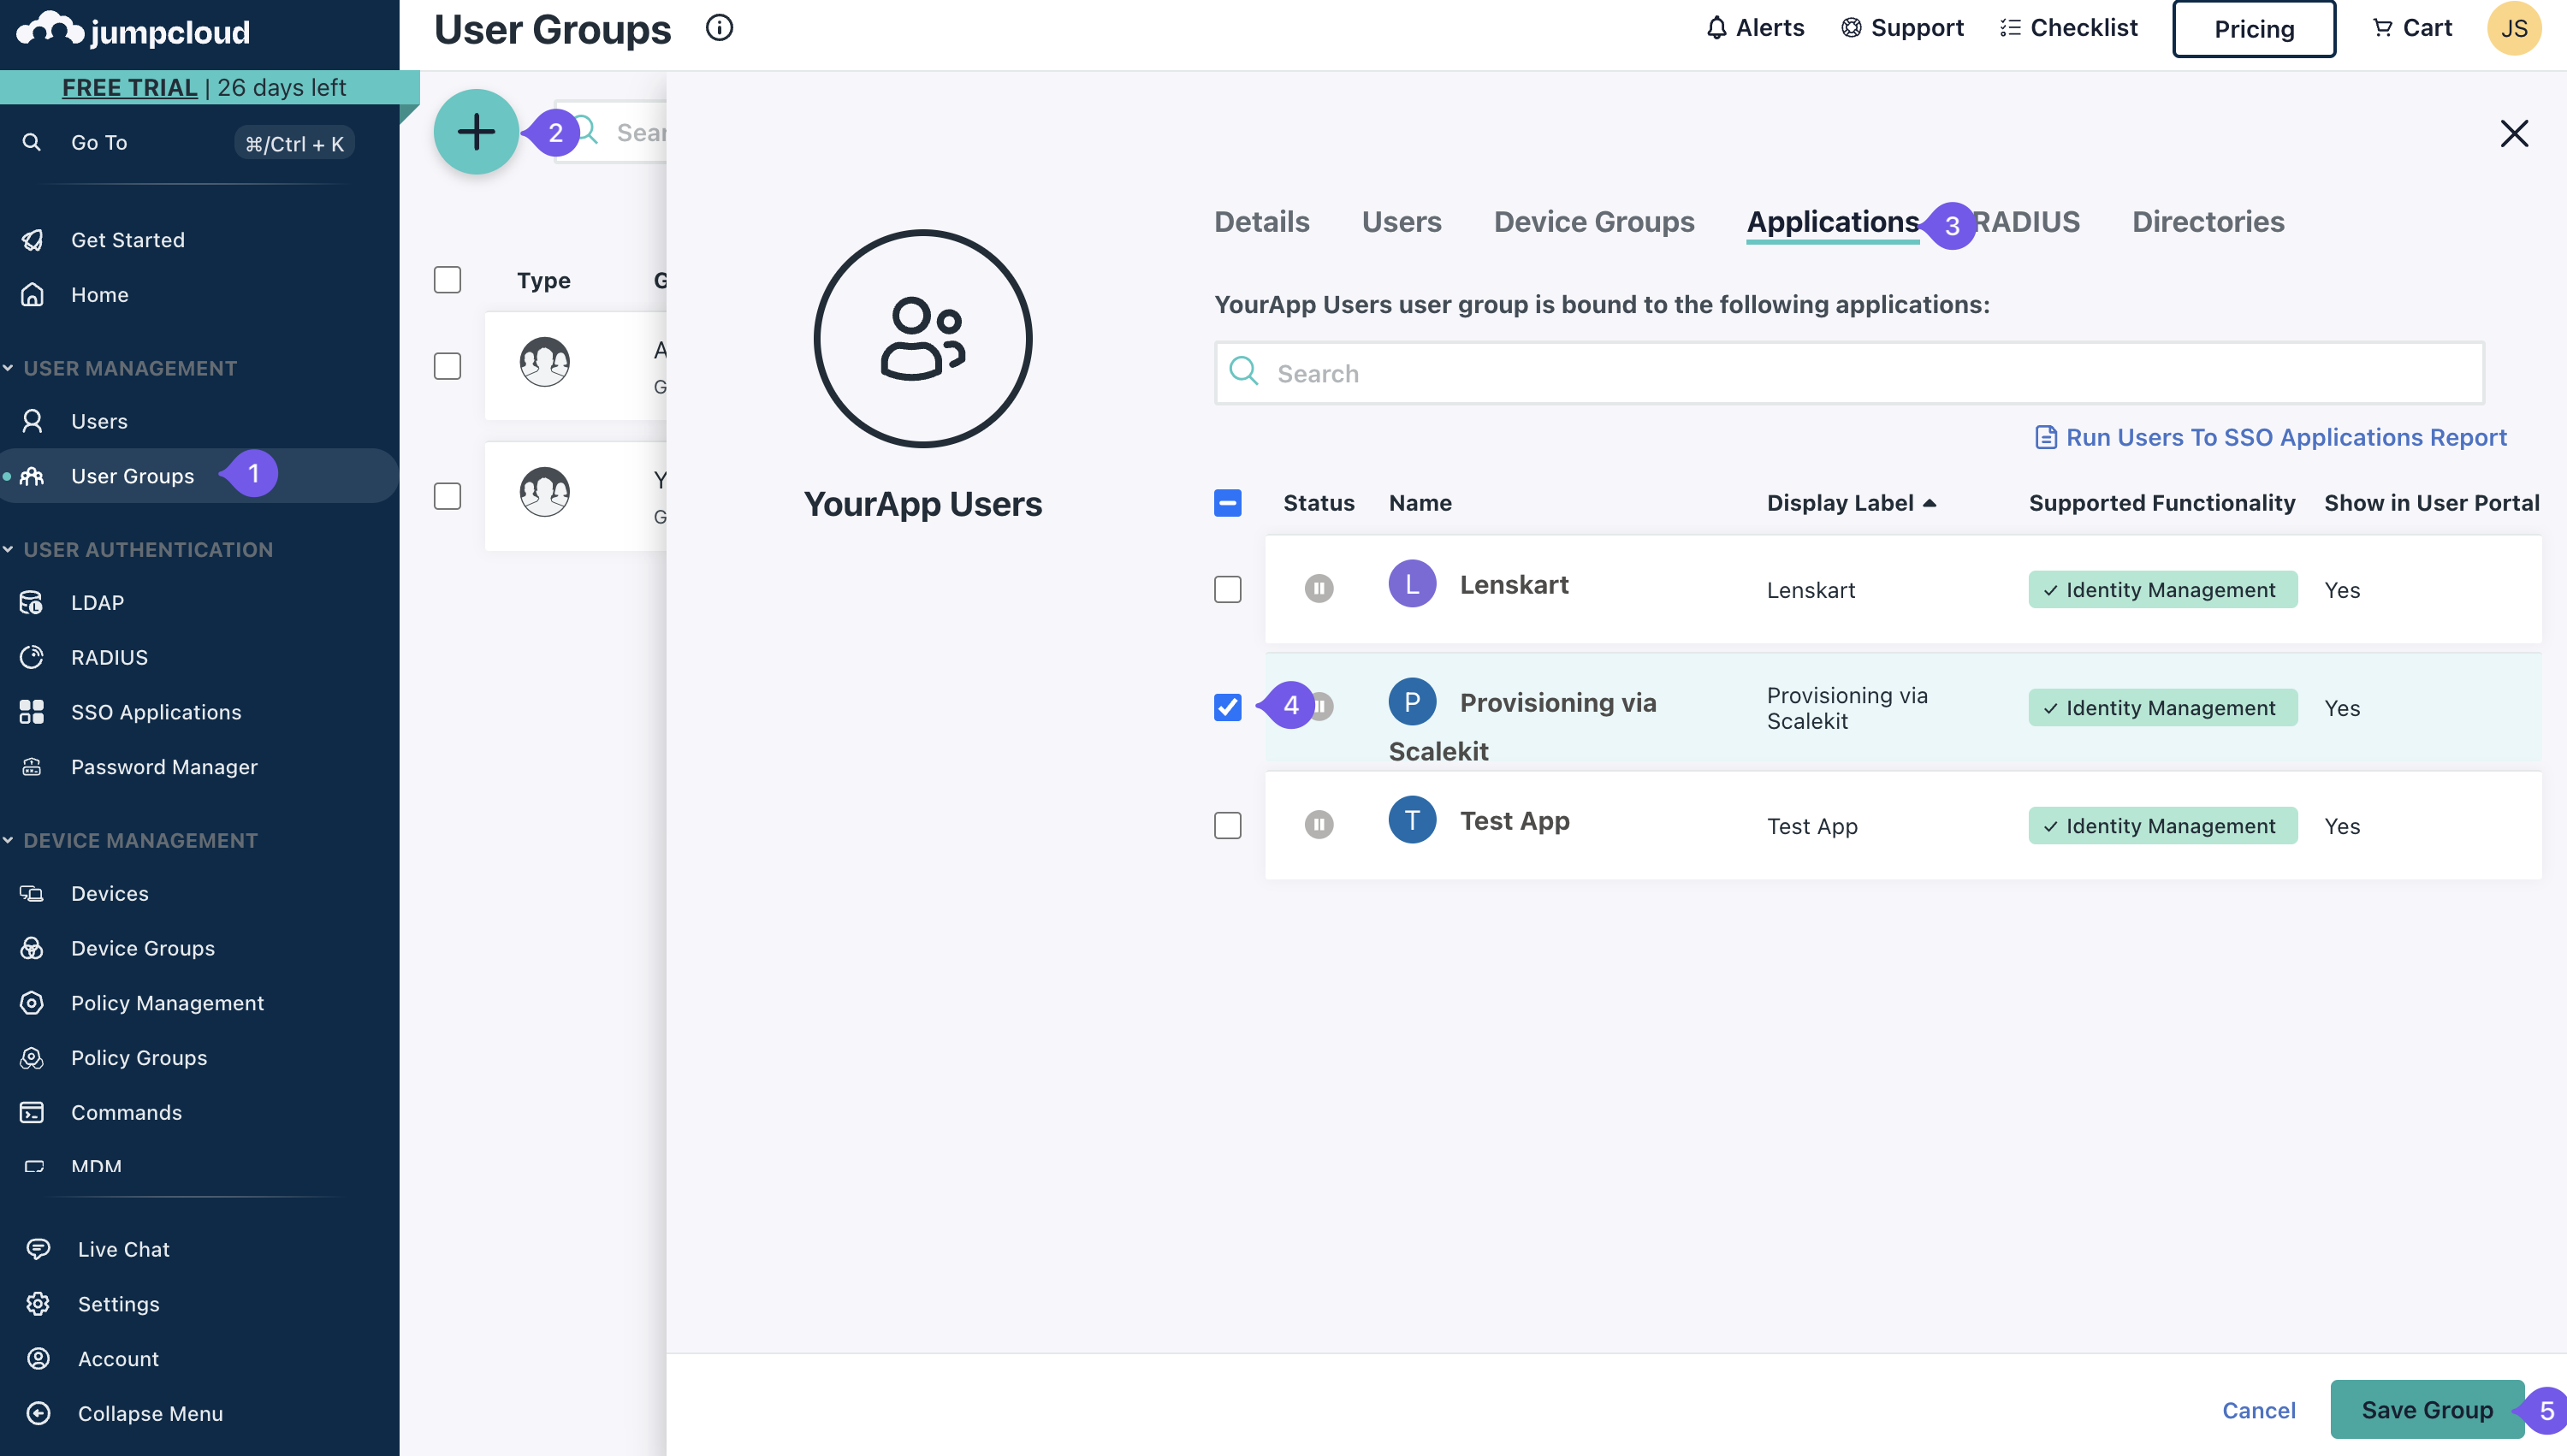 jumpcloud
User Groups
Alerts
Support
Checklist
Pricing
Cart
JS
FREE TRIAL | 26 days left
Go To
⌘/Ctrl + K
Get Started
Home
USER MANAGEMENT
Users
User Groups
1
USER AUTHENTICATION
LDAP
RADIUS
SSO Applications
Password Manager
DEVICE MANAGEMENT
Devices
Device Groups
Policy Management
Policy Groups
Commands
MDM
Live Chat
Settings
Account
Collapse Menu
2
Sear
Type
G
A
G
Y
G
YourApp Users
Details
Users
Device Groups
Applications
3
RADIUS
Directories
YourApp Users user group is bound to the following applications:
Search
Run Users To SSO Applications Report
Status
Name
Display Label
Supported Functionality
Show in User Portal
L
Lenskart
Lenskart
Identity Management
Yes
4
P
Provisioning via
Scalekit
Provisioning via
Scalekit
Identity Management
Yes
T
Test App
Test App
Identity Management
Yes
Cancel
Save Group
5